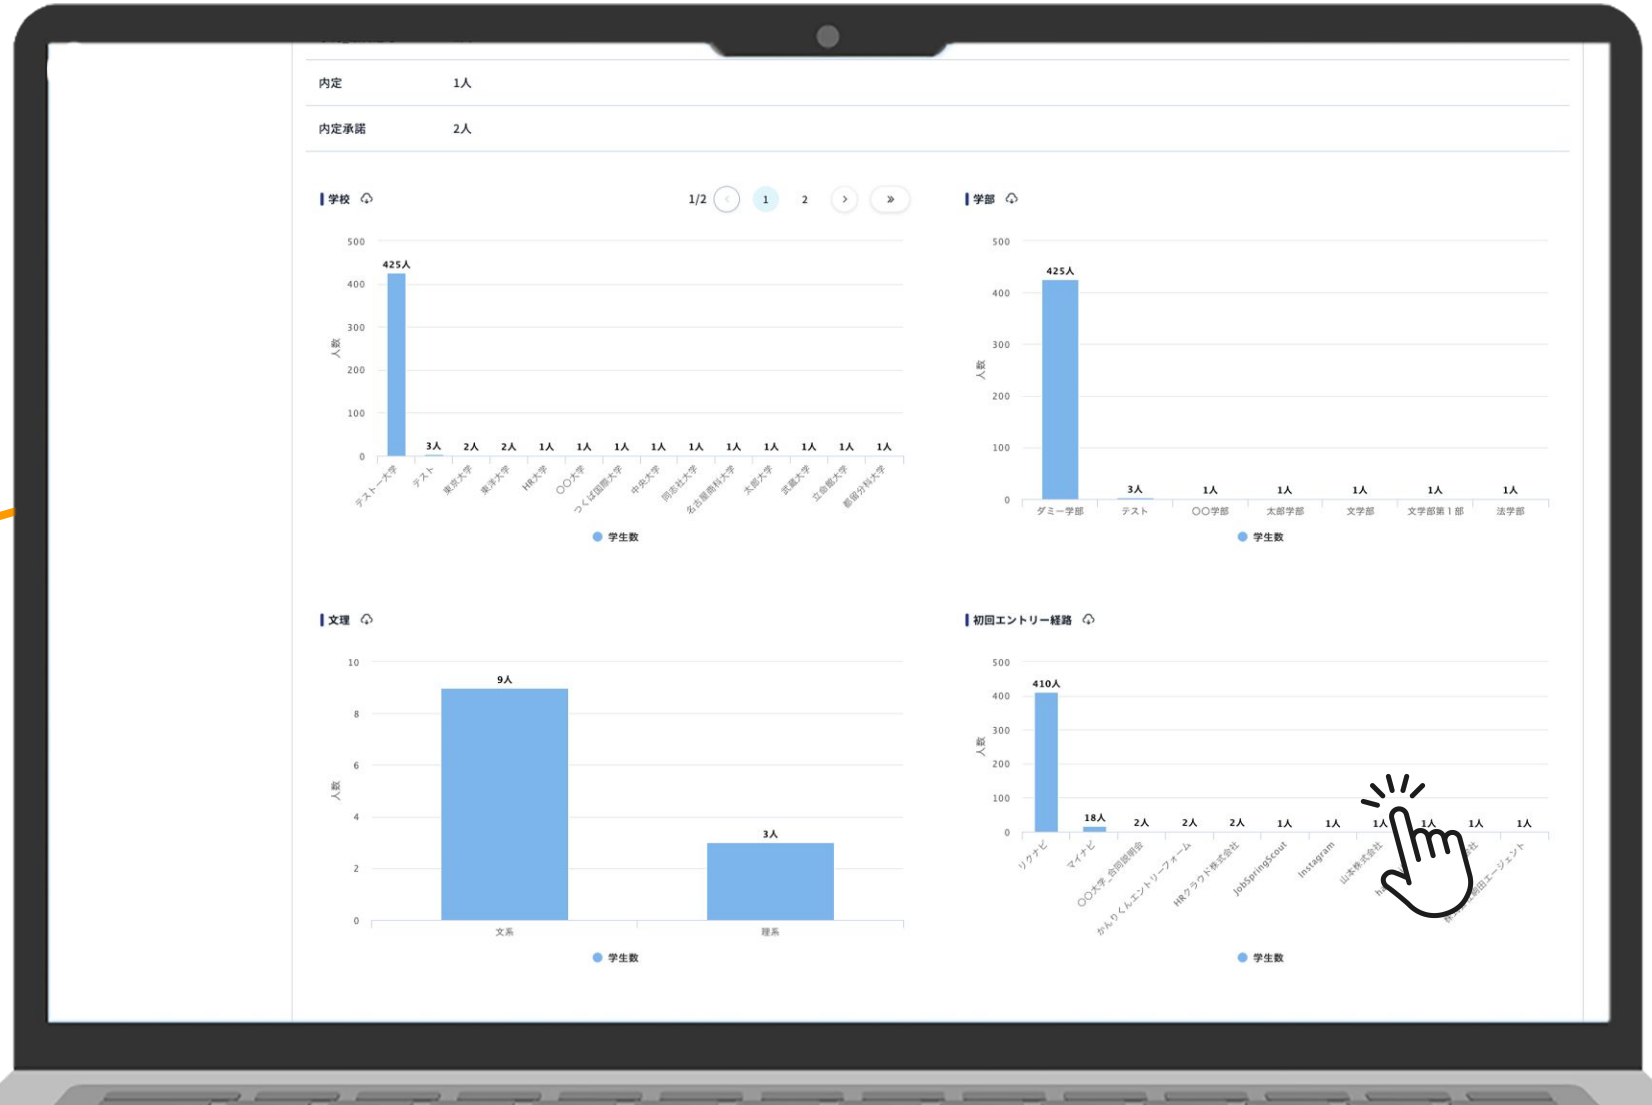 内定 1人
内定承諾 2人
学校 1/2 1 2
500
425人
400
300
人数
200
100
3人 2人 2人 1人 1人 1人 1人 1人 1人 1人 1人 1人 1人
0
テストー大学 テスト 東京大学 東洋大学 HR大学 〇〇大学 つくば国際大学 中央大学 同志社大学 名古屋商科大学 太郎大学 武蔵大学 立命館大学 都留分科大学
学生数
学部
500
425人
400
300
人数
200
100
3人 1人 1人 1人 1人 1人
0
ダミー学部 テスト 〇〇学部 太郎学部 文学部 文学部第1部 法学部
学生数
文理
10
9人
8
6
人数
4
3人
2
0
文系 理系
学生数
初回エントリー経路
500
410人
400
300
人数
200
100
18人 2人 2人 2人 1人 1人 1人 1人 1人 1人
0
リクナビ マイナビ 〇〇大学_合同説明会 かんりくんエントリーフォーム HRクラウド株式会社 JobSpringScout Instagram 山本株式会社
学生数